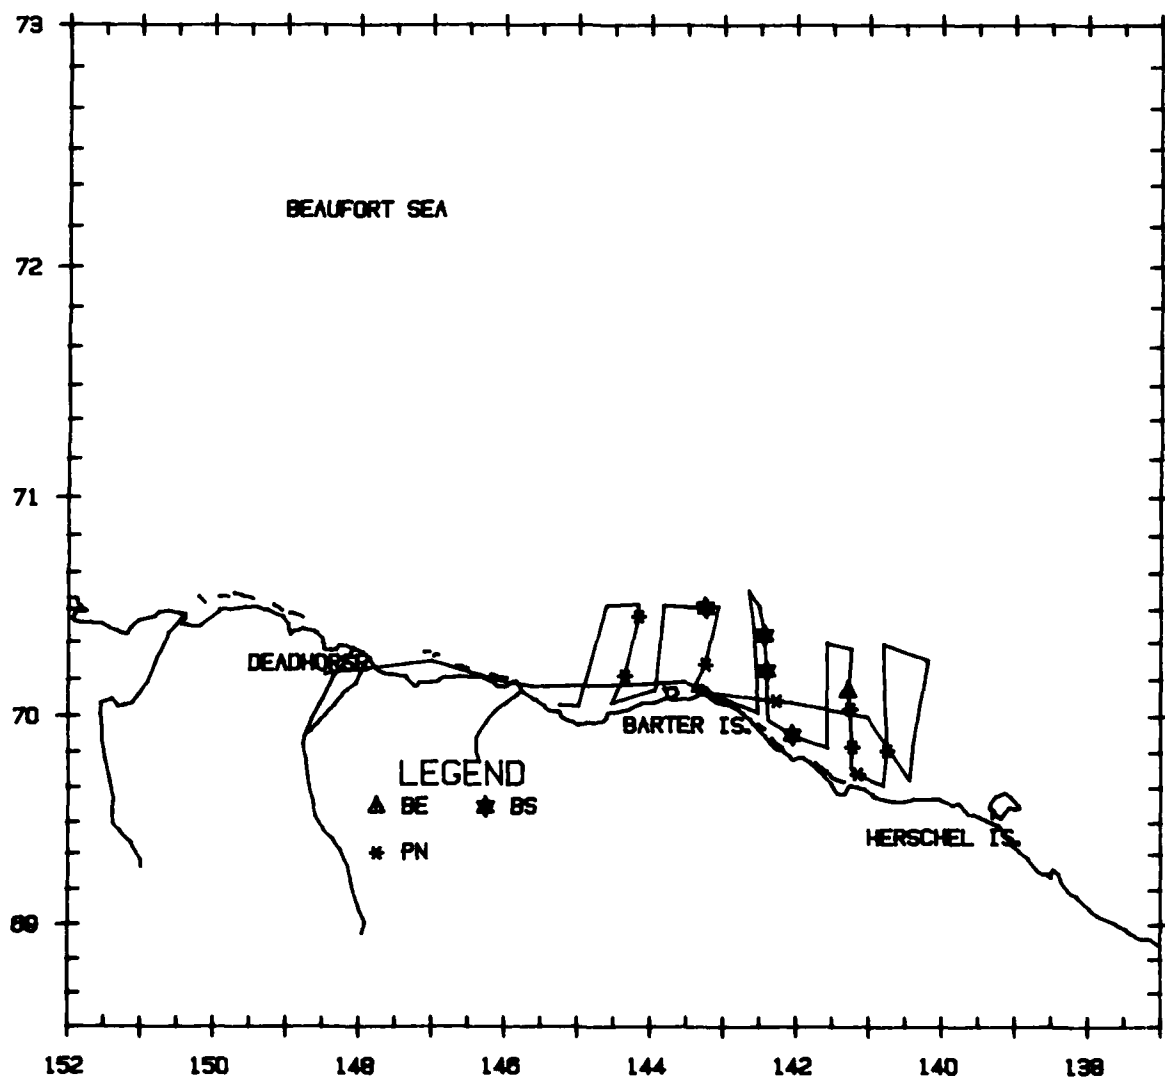 73
BEAUFORT SEA
72
71
DEADHORSE
70
BARTER IS.
LEGEND
BE BS
PN
HERSCHEL IS.
69
152 150 148 146 144 142 140 138